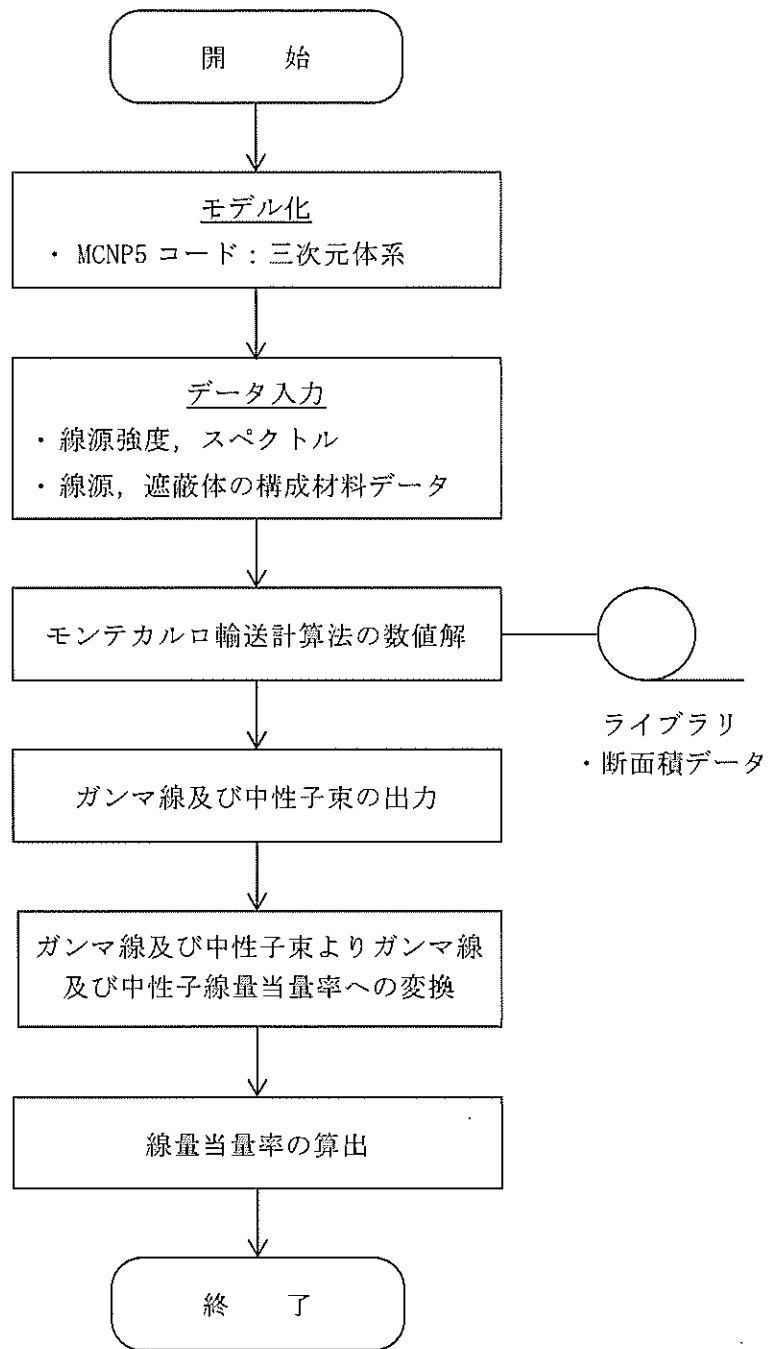 開 始
モデル化
・ MCNP5 コード：三次元体系
データ入力
・ 線源強度，スペクトル
・ 線源，遮蔽体の構成材料データ
モンテカルロ輸送計算法の数値解
ライブラリ
・断面積データ
ガンマ線及び中性子束の出力
ガンマ線及び中性子束よりガンマ線
及び中性子線量当量率への変換
線量当量率の算出
終 了